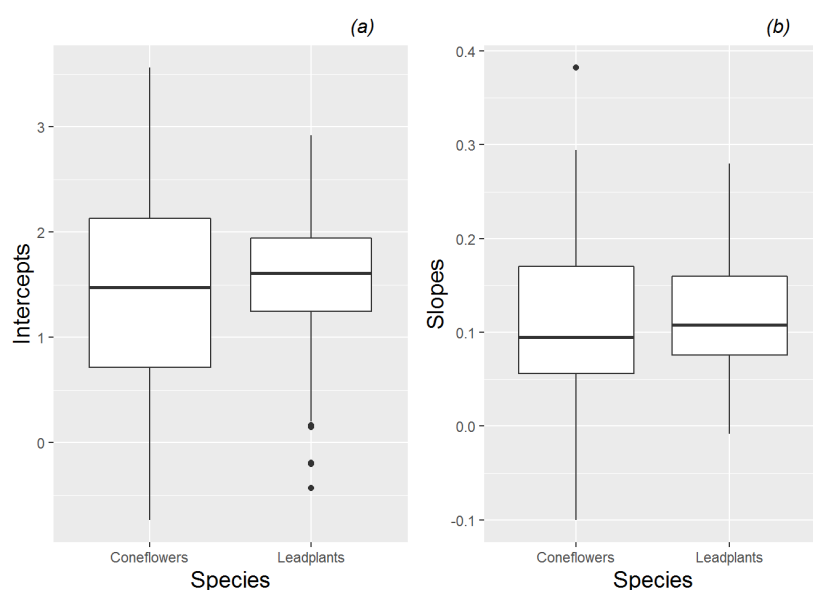 (a)
Intercepts
3
2
1
0
Coneflowers Leadplants
Species
(b)
Slopes
0.4
0.3
0.2
0.1
0.0
-0.1
Coneflowers Leadplants
Species